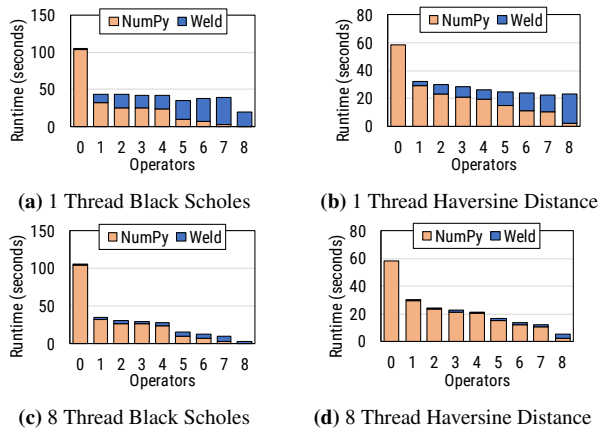 NumPy Weld
150
100
50
0
Runtime (seconds)
0 1 2 3 4 5 6 7 8
Operators
(a) 1 Thread Black Scholes
NumPy Weld
80
60
40
20
0
Runtime (seconds)
0 1 2 3 4 5 6 7 8
Operators
(b) 1 Thread Haversine Distance
NumPy Weld
150
100
50
0
Runtime (seconds)
0 1 2 3 4 5 6 7 8
Operators
(c) 8 Thread Black Scholes
NumPy Weld
80
60
40
20
0
Runtime (seconds)
0 1 2 3 4 5 6 7 8
Operators
(d) 8 Thread Haversine Distance